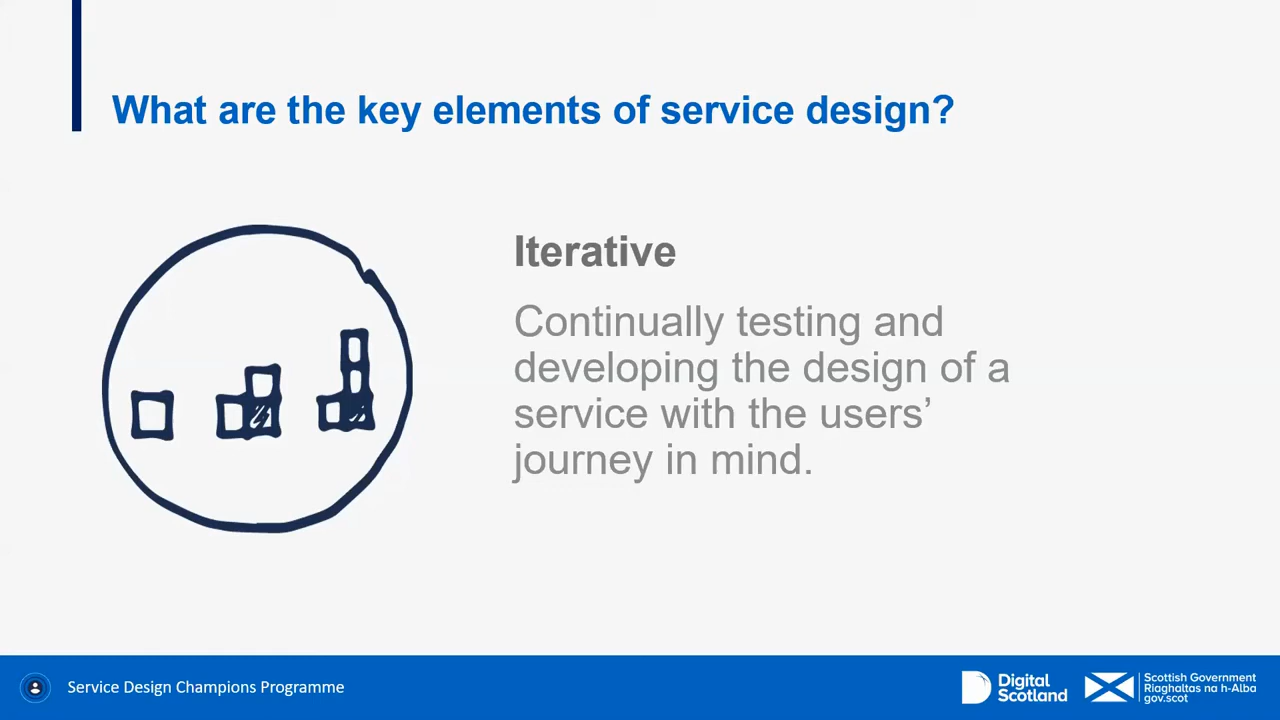 What are the key elements of service design?
Iterative
Continually testing and
developing the design of a
service with the users’
journey in mind.
Service Design Champions Programme
Digital
Scotland
Scottish Government
Riaghaltas na h-Alba
gov.scot